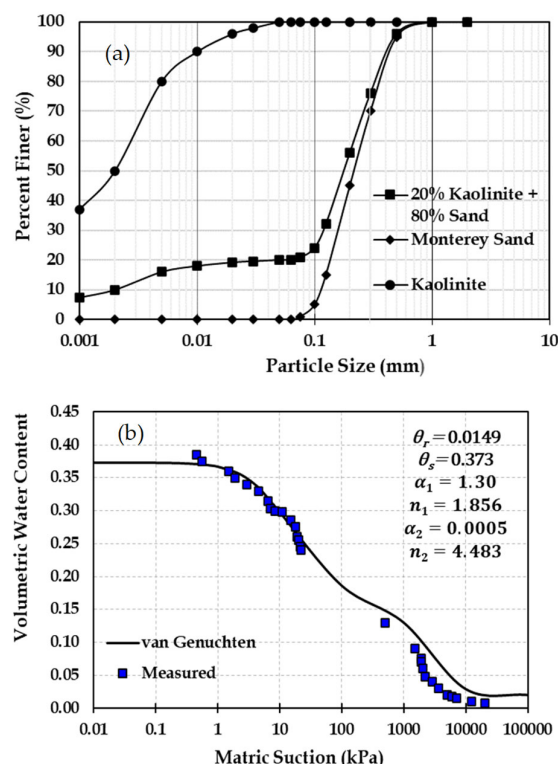 (a)
100
90
80
70
60
50
40
30
20
10
0
Percent Finer (%)
20% Kaolinite +
80% Sand
Monterey Sand
Kaolinite
0.001 0.01 0.1 1 10
Particle Size (mm)
(b)
0.45
0.40
0.35
0.30
0.25
0.20
0.15
0.10
0.05
0.00
Volumetric Water Content
θr=0.0149
θs=0.373
α1 = 1.30
n1 = 1.856
α2 = 0.0005
n2 = 4.483
van Genuchten
Measured
0.01 0.1 1 10 100 1000 10000 100000
Matric Suction (kPa)